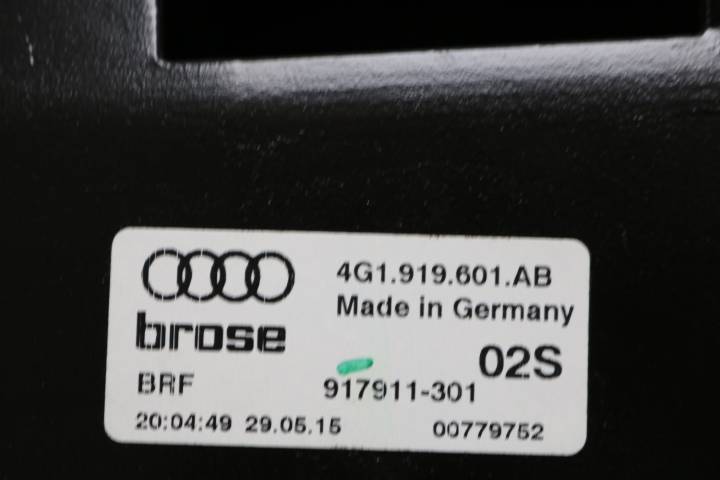 4G1.919.601.AB
Made in Germany
brose
02S
BRF
917911-301
20:04:49 29.05.15
00779752